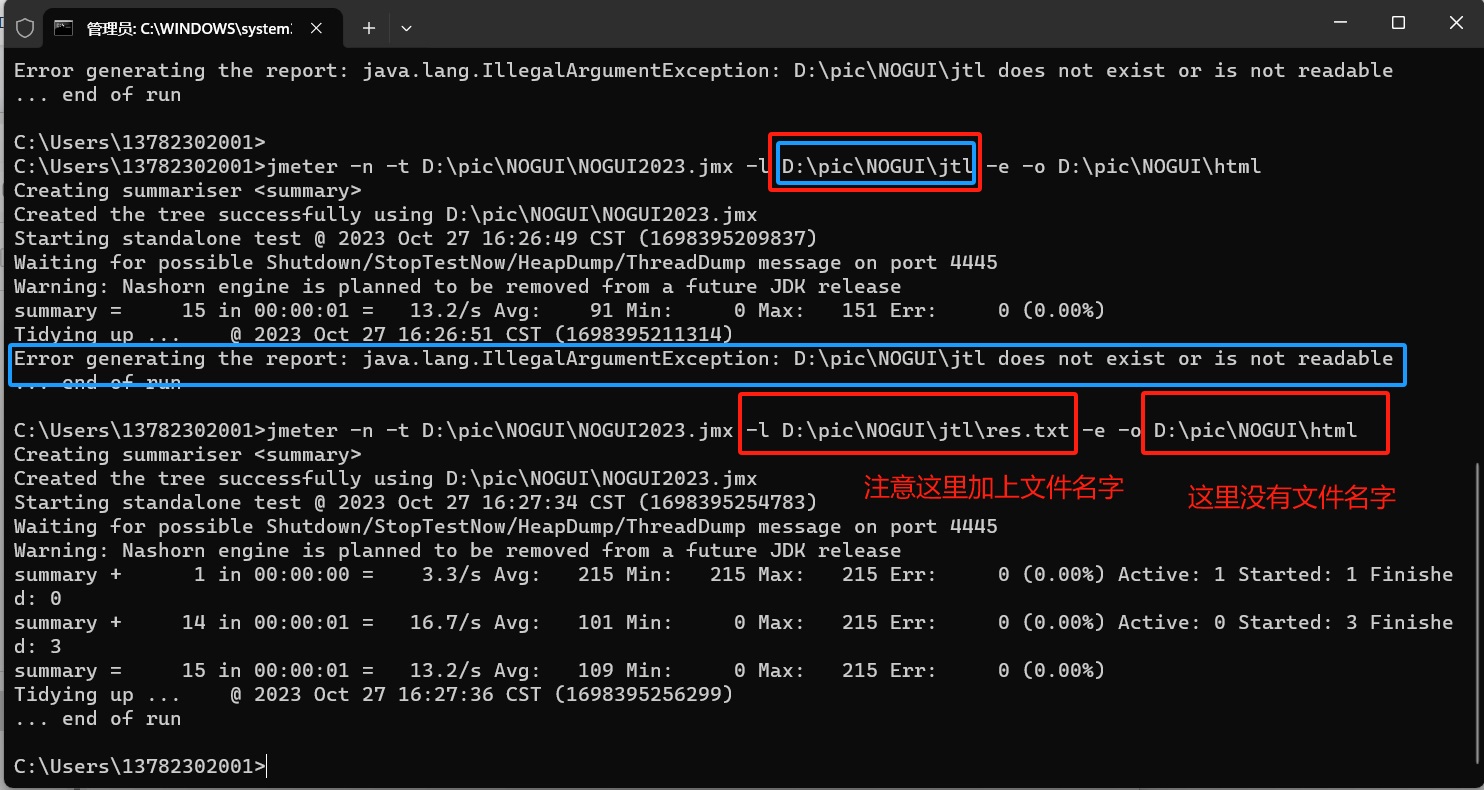 管理员: C:\WINDOWS\system:
Error generating the report: java.lang.IllegalArgumentException: D:\pic\NOGUI\jtl does not exist or is not readable
... end of run
C:\Users\13782302001>
C:\Users\13782302001>jmeter -n -t D:\pic\NOGUI\NOGUI2023.jmx -l D:\pic\NOGUI\jtl -e -o D:\pic\NOGUI\html
Creating summariser <summary>
Created the tree successfully using D:\pic\NOGUI\NOGUI2023.jmx
Starting standalone test @ 2023 Oct 27 16:26:49 CST (1698395209837)
Waiting for possible Shutdown/StopTestNow/HeapDump/ThreadDump message on port 4445
Warning: Nashorn engine is planned to be removed from a future JDK release
summary =     15 in 00:00:01 =   13.2/s Avg:    91 Min:     0 Max:   151 Err:     0 (0.00%)
Tidying up ...    @ 2023 Oct 27 16:26:51 CST (1698395211314)
Error generating the report: java.lang.IllegalArgumentException: D:\pic\NOGUI\jtl does not exist or is not readable
... end of run
C:\Users\13782302001>jmeter -n -t D:\pic\NOGUI\NOGUI2023.jmx -l D:\pic\NOGUI\jtl\res.txt -e -o D:\pic\NOGUI\html
Creating summariser <summary>
Created the tree successfully using D:\pic\NOGUI\NOGUI2023.jmx
注意这里加上文件名字
这里没有文件名字
Starting standalone test @ 2023 Oct 27 16:27:34 CST (1698395254783)
Waiting for possible Shutdown/StopTestNow/HeapDump/ThreadDump message on port 4445
Warning: Nashorn engine is planned to be removed from a future JDK release
summary +      1 in 00:00:00 =    3.3/s Avg:   215 Min:   215 Max:   215 Err:     0 (0.00%) Active: 1 Started: 1 Finishe
d: 0
summary +     14 in 00:00:01 =   16.7/s Avg:   101 Min:     0 Max:   215 Err:     0 (0.00%) Active: 0 Started: 3 Finishe
d: 3
summary =     15 in 00:00:01 =   13.2/s Avg:   109 Min:     0 Max:   215 Err:     0 (0.00%)
Tidying up ...    @ 2023 Oct 27 16:27:36 CST (1698395256299)
... end of run
C:\Users\13782302001>